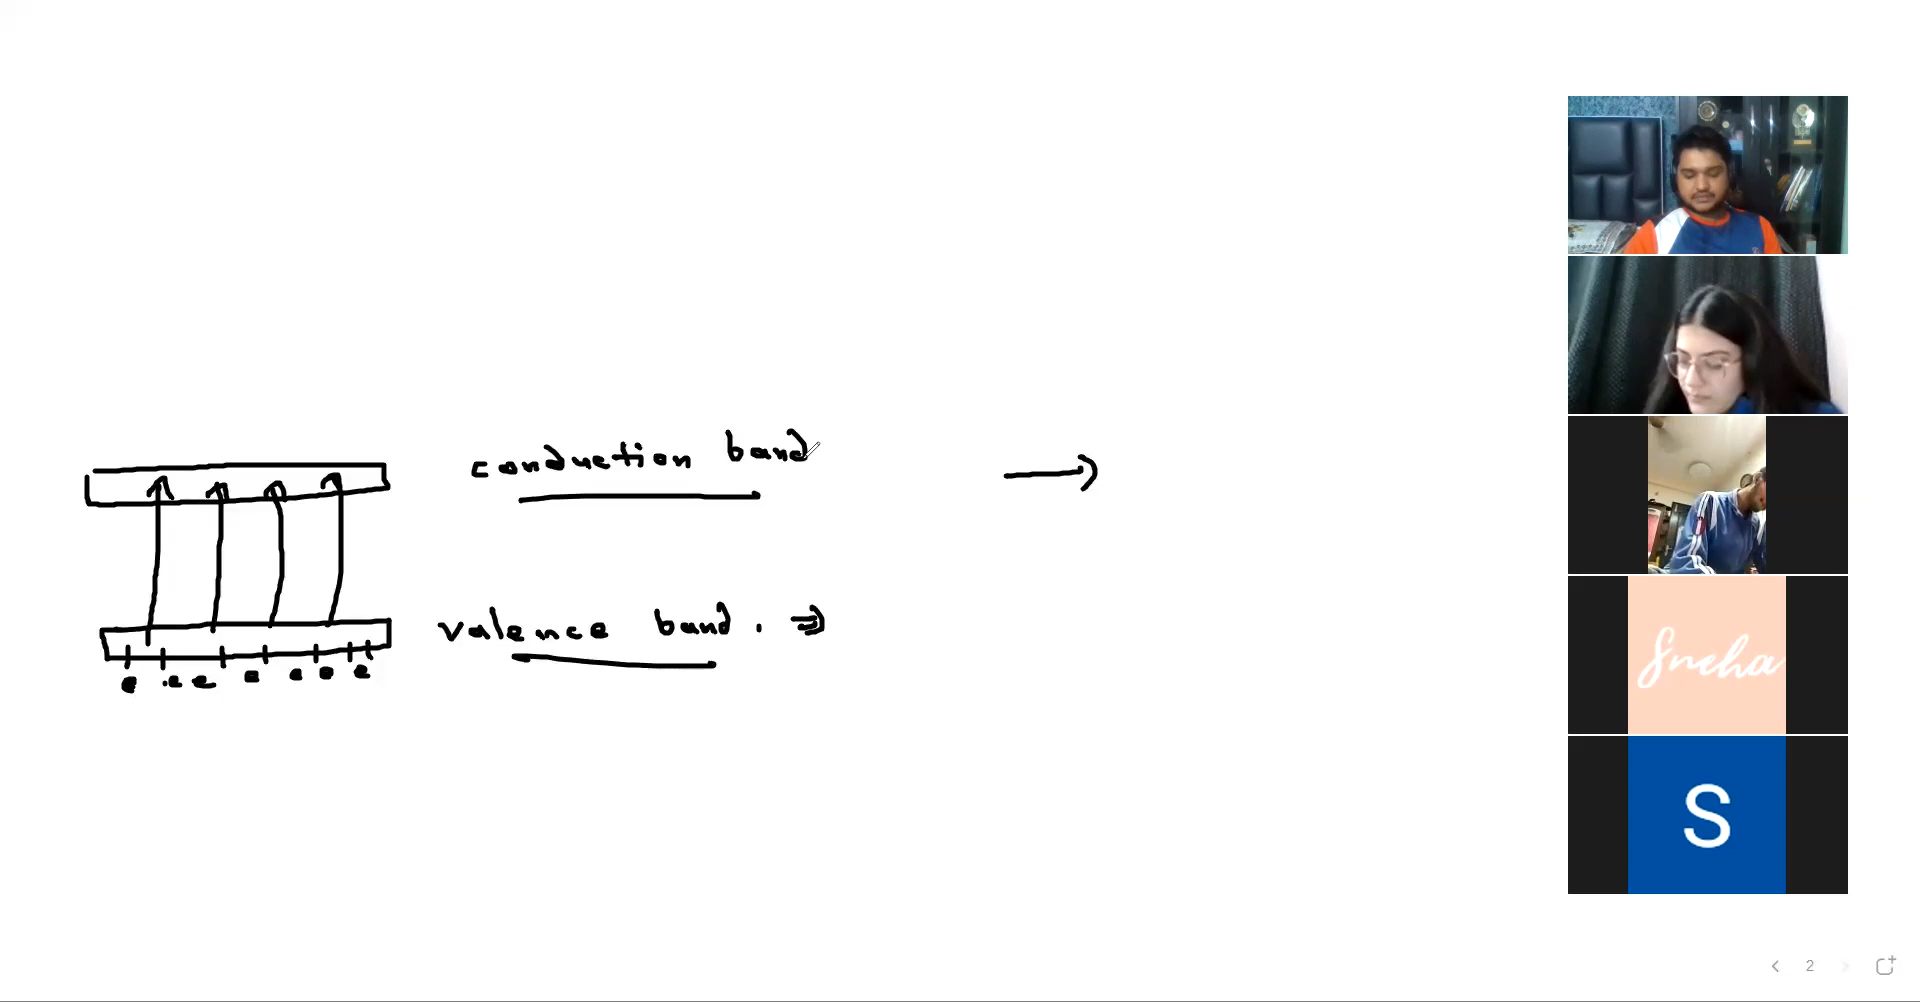 conduction band
valence band . ⇒
e e e e e e e
Sneha
S
2